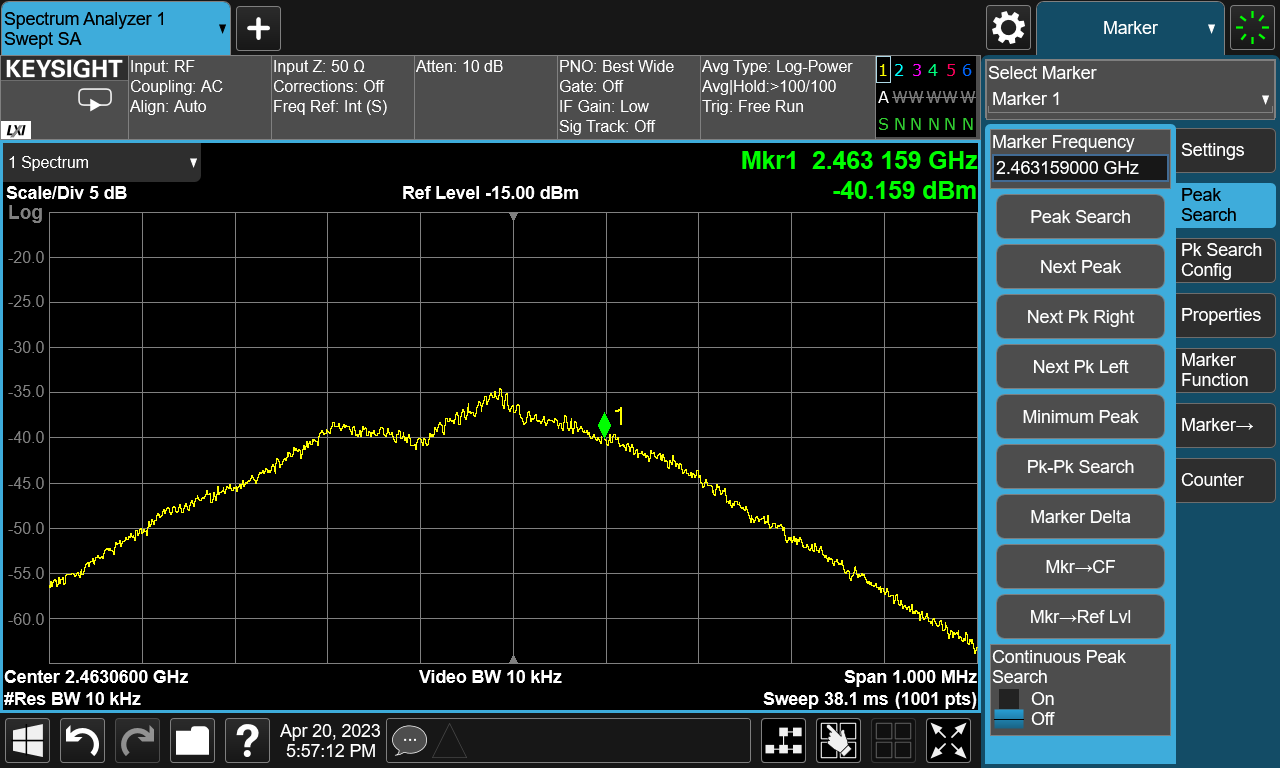 Spectrum Analyzer 1
Swept SA
+
Marker
KEYSIGHT
LXI
Input: RF
Coupling: AC
Align: Auto
Input Z: 50 Ω
Corrections: Off
Freq Ref: Int (S)
Atten: 10 dB
PNO: Best Wide
Gate: Off
IF Gain: Low
Sig Track: Off
Avg Type: Log-Power
Avg|Hold:>100/100
Trig: Free Run
1 2 3 4 5 6
A W W W W W
S N N N N N
Select Marker
Marker 1
1 Spectrum
Mkr1 2.463 159 GHz
-40.159 dBm
Scale/Div 5 dB
Ref Level -15.00 dBm
Log
-20.0
-25.0
-30.0
-35.0
-40.0
-45.0
-50.0
-55.0
-60.0
1
Center 2.4630600 GHz
#Res BW 10 kHz
Video BW 10 kHz
Span 1.000 MHz
Sweep 38.1 ms (1001 pts)
Marker Frequency
2.463159000 GHz
Peak Search
Next Peak
Next Pk Right
Next Pk Left
Minimum Peak
Pk-Pk Search
Marker Delta
Mkr→CF
Mkr→Ref Lvl
Continuous Peak
Search
On
Off
Settings
Peak
Search
Pk Search
Config
Properties
Marker
Function
Marker→
Counter
?
Apr 20, 2023
5:57:12 PM